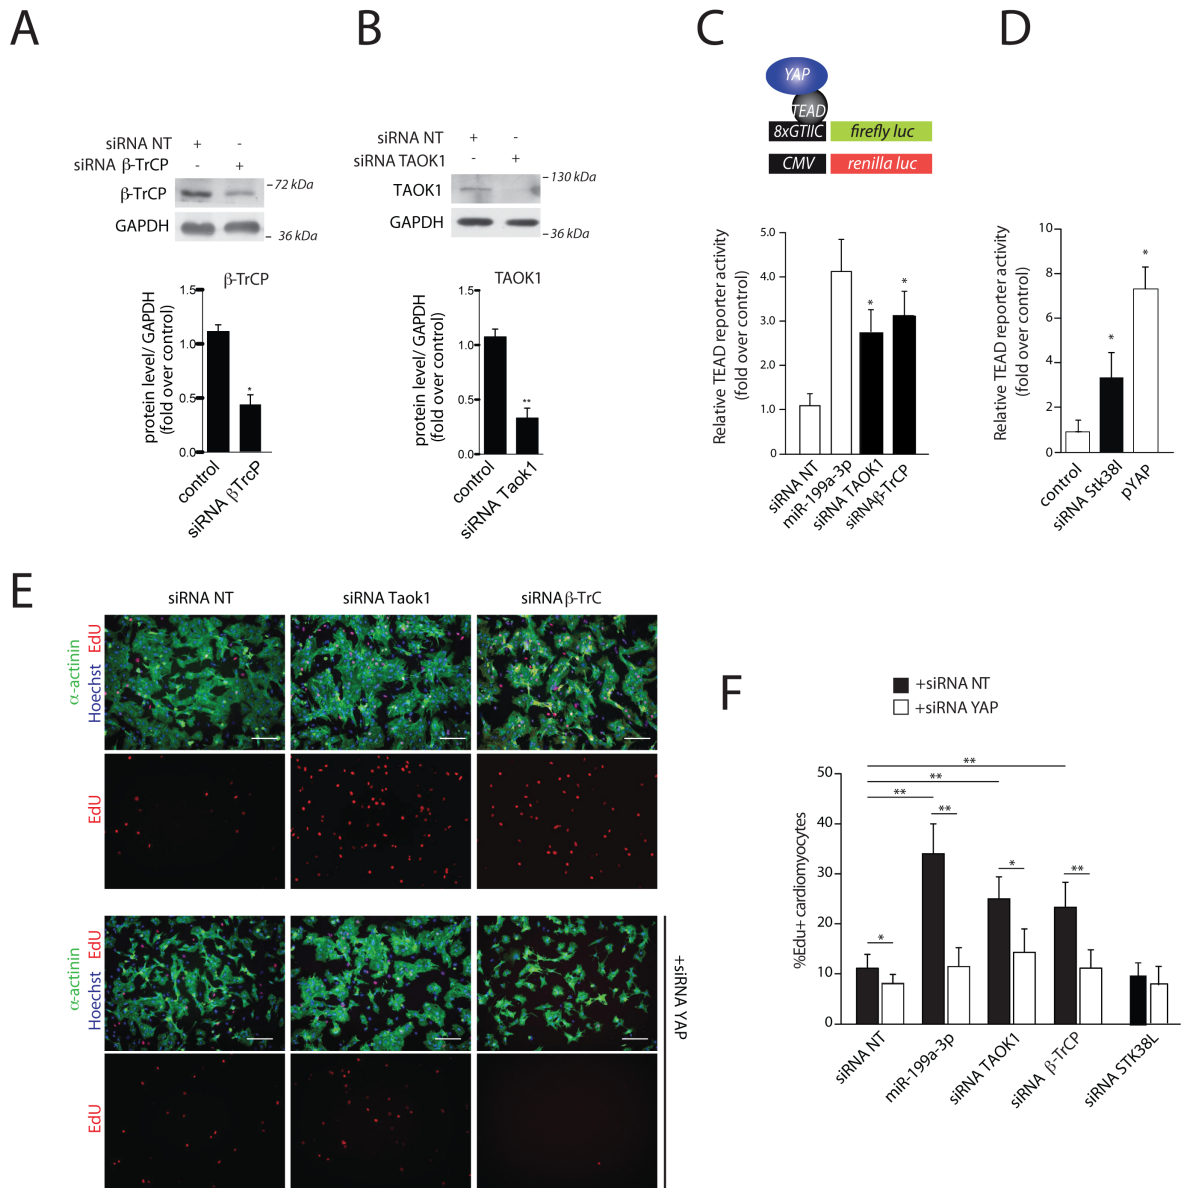 A
siRNA NT + -
siRNA β-TrCP - +
β-TrCP
GAPDH
– 72 kDa
– 36 kDa
β-TrCP
protein level/ GAPDH
(fold over control)
1.5
1.0
0.5
0.0
*
control
siRNA βTrcP
B
siRNA NT + -
siRNA TAOK1 - +
TAOK1
GAPDH
– 130 kDa
– 36 kDa
TAOK1
protein level/ GAPDH
(fold over control)
1.5
1.0
0.5
0.0
**
control
siRNA Taok1
C
YAP
TEAD
8xGTIIC firefly luc
CMV renilla luc
Relative TEAD reporter activity
(fold over control)
5.0
4.0
3.0
2.0
1.0
0
* *
siRNA NT
miR-199a-3p
siRNA TAOK1
siRNAβ-TrCP
D
Relative TEAD reporter activity
(fold over control)
10
8
6
4
2
0
* *
control
siRNA Stk38l
pYAP
E
siRNA NT siRNA Taok1 siRNAβ-TrC
α-actinin
Hoechst EdU
EdU
α-actinin
Hoechst EdU
EdU
+siRNA YAP
F
+siRNA NT
+siRNA YAP
%Edu+ cardiomyocytes
50
40
30
20
10
0
**
**
**
**
*
**
*
siRNA NT
miR-199a-3p
siRNA TAOK1
siRNA β-TrCP
siRNA STK38L